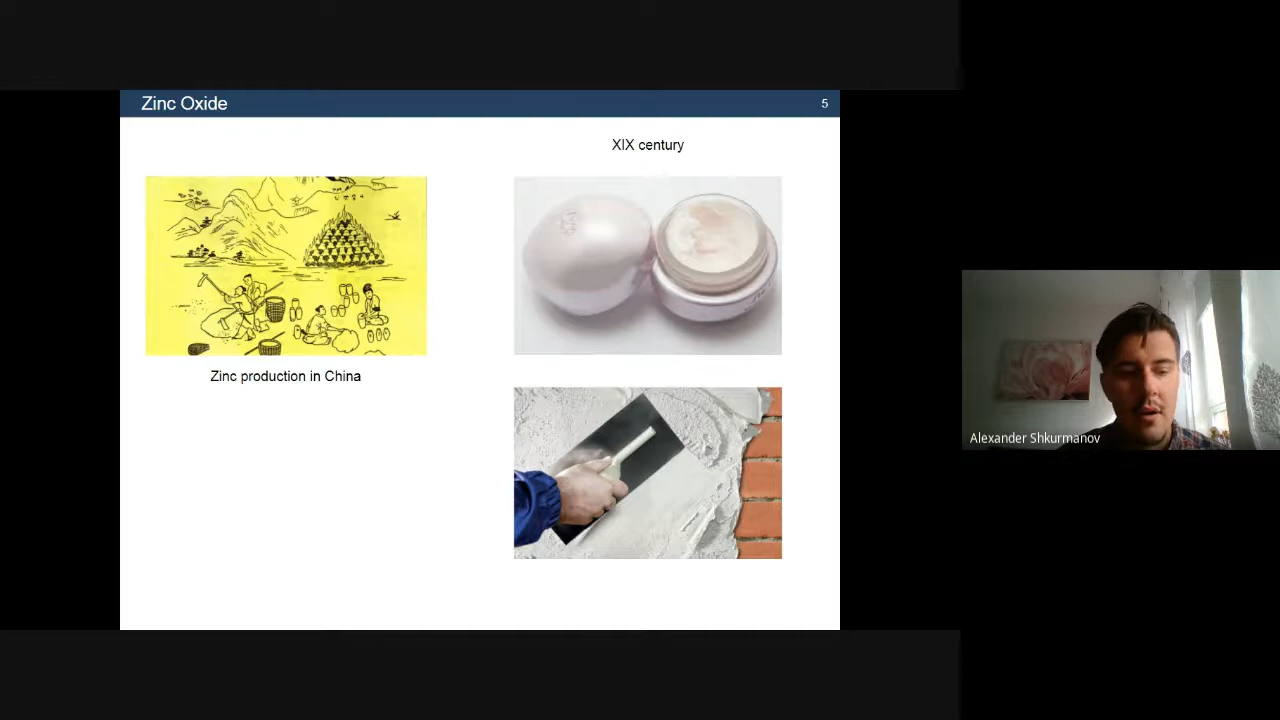 Zinc Oxide
5
XIX century
Zinc production in China
Alexander Shkurmanov